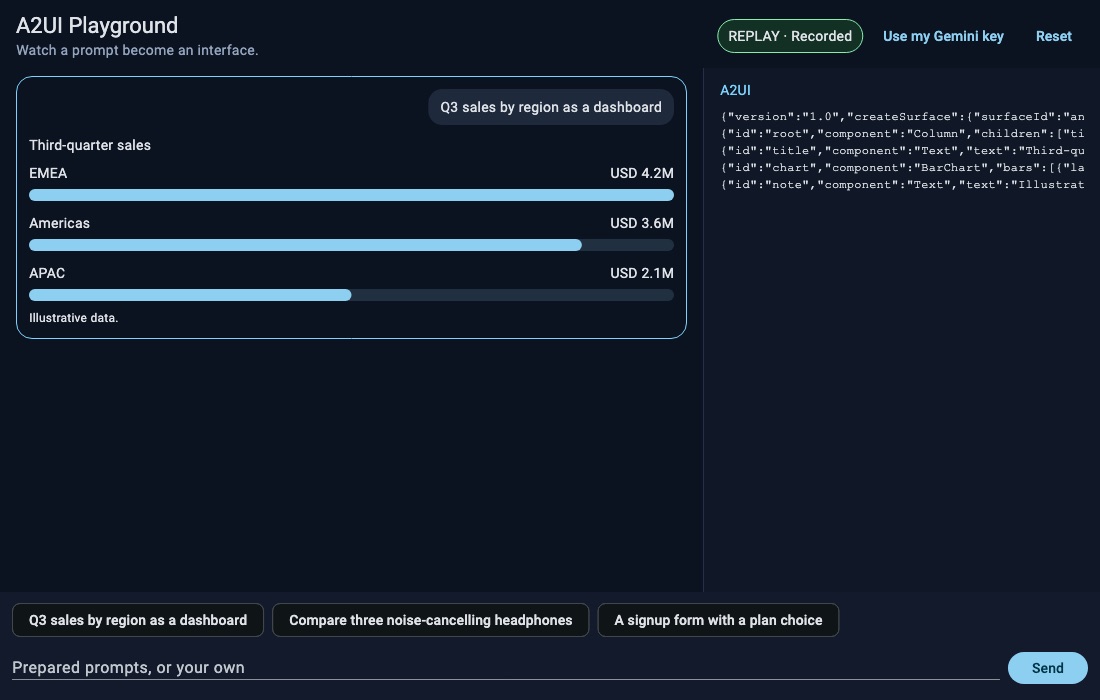 A2UI Playground
Watch a prompt become an interface.
REPLAY · Recorded
Use my Gemini key
Reset
Q3 sales by region as a dashboard
Third-quarter sales
EMEA USD 4.2M
Americas USD 3.6M
APAC USD 2.1M
Illustrative data.
A2UI
{"version":"1.0","createSurface":{"surfaceId":"an
{"id":"root","component":"Column","children":["ti
{"id":"title","component":"Text","text":"Third-qu
{"id":"chart","component":"BarChart","bars":[{"la
{"id":"note","component":"Text","text":"Illustrat
Q3 sales by region as a dashboard
Compare three noise-cancelling headphones
A signup form with a plan choice
Prepared prompts, or your own
Send